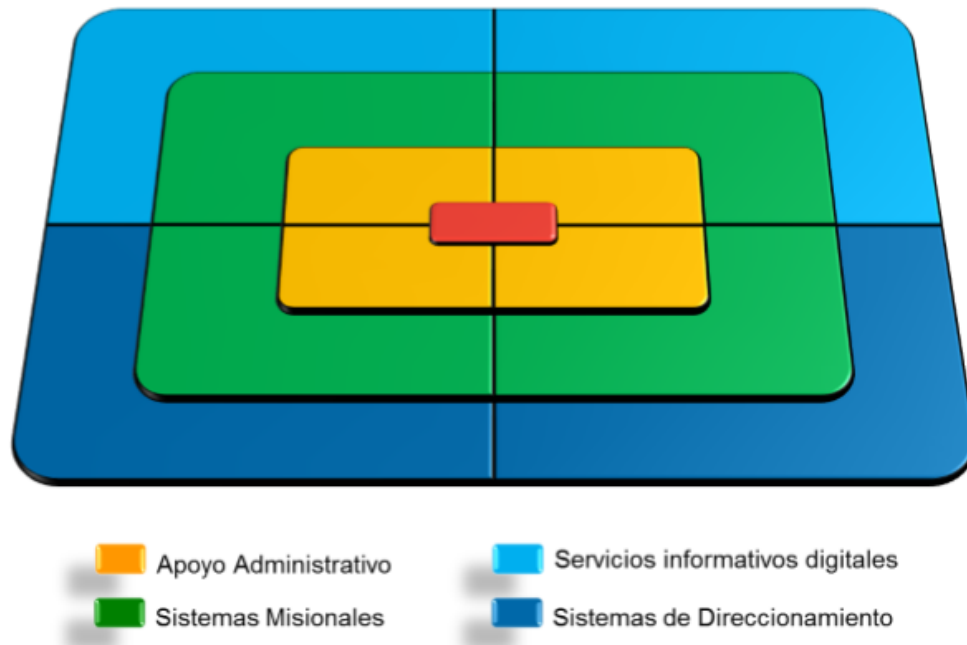 Apoyo Administrativo
Servicios informativos digitales
Sistemas Misionales
Sistemas de Direccionamiento